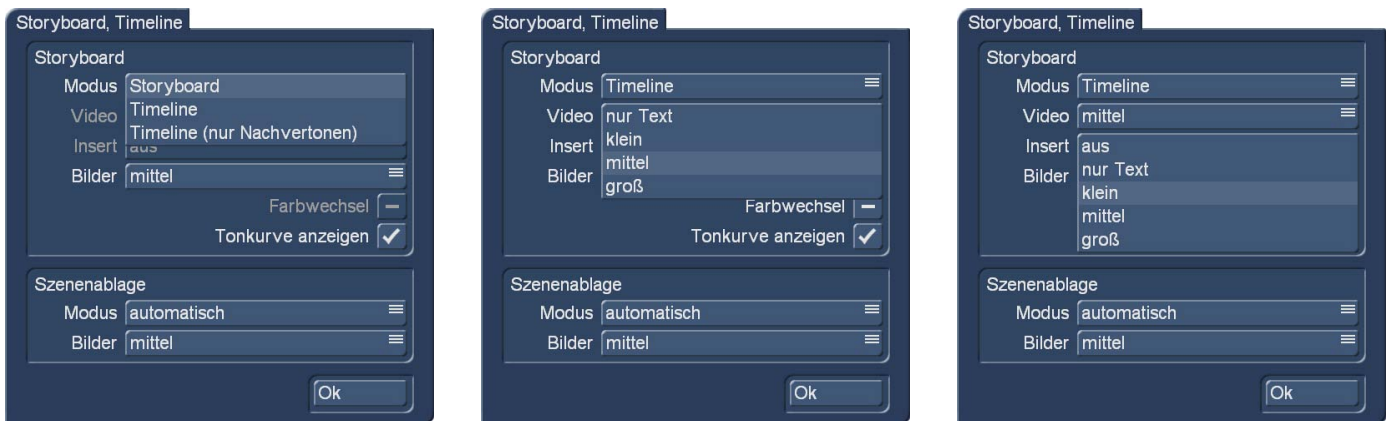 Storyboard, Timeline
Storyboard
Modus Storyboard
Timeline
Timeline (nur Nachvertonen)
Video
Insert aus
Bilder mittel
Farbwechsel
Tonkurve anzeigen
Szenenablage
Modus automatisch
Bilder mittel
Ok
Storyboard, Timeline
Storyboard
Modus Timeline
Video nur Text
klein
Insert
mittel
Bilder
groß
Farbwechsel
Tonkurve anzeigen
Szenenablage
Modus automatisch
Bilder mittel
Ok
Storyboard, Timeline
Storyboard
Modus Timeline
Video mittel
Insert aus
nur Text
Bilder
klein
mittel
groß
Szenenablage
Modus automatisch
Bilder mittel
Ok